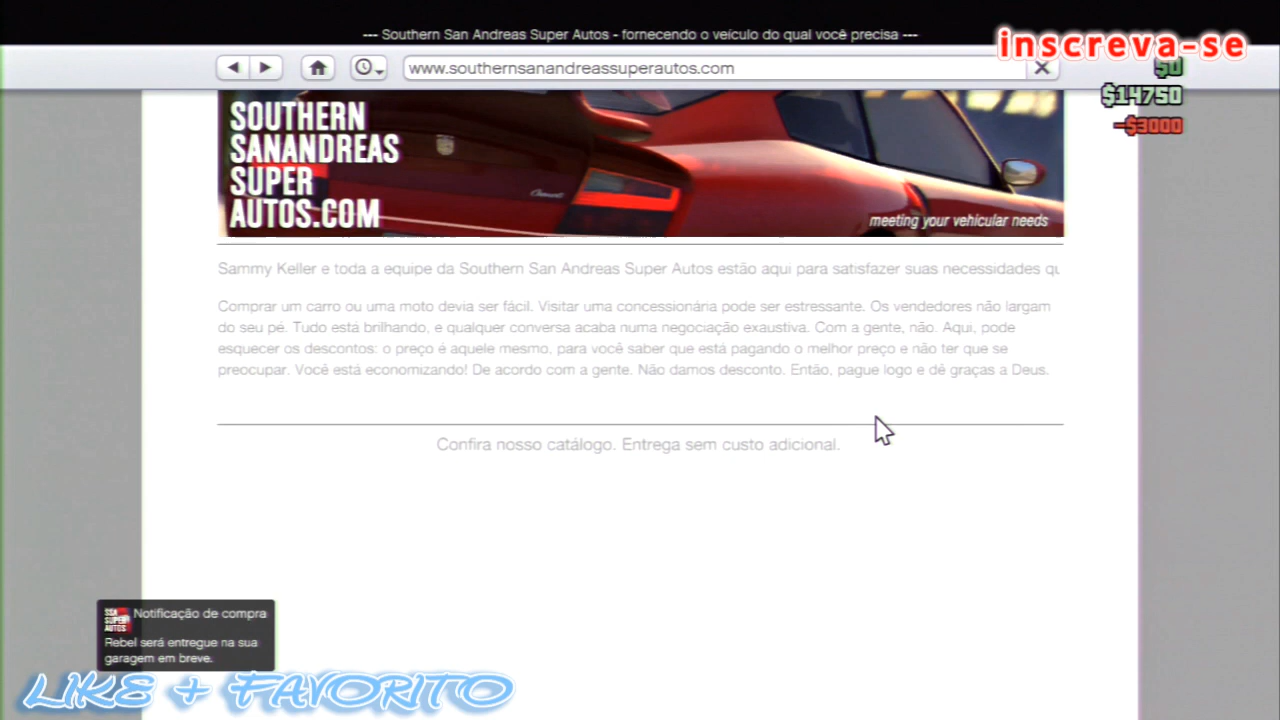 --- Southern San Andreas Super Autos - fornecendo o veículo do qual você precisa ---
inscreva-se
www.southernsanandreassuperautos.com
$0
$14750
-$3000
SOUTHERN
SANANDREAS
SUPER
AUTOS.COM
meeting your vehicular needs
Sammy Keller e toda a equipe da Southern San Andreas Super Autos estão aqui para satisfazer suas necessidades qu
Comprar um carro ou uma moto devia ser fácil. Visitar uma concessionária pode ser estressante. Os vendedores não largam
do seu pé. Tudo está brilhando, e qualquer conversa acaba numa negociação exaustiva. Com a gente, não. Aqui, pode
esquecer os descontos: o preço é aquele mesmo, para você saber que está pagando o melhor preço e não ter que se
preocupar. Você está economizando! De acordo com a gente. Não damos desconto. Então, pague logo e dê graças a Deus.
Confira nosso catálogo. Entrega sem custo adicional.
SSA
SUPER
AUTOS
Notificação de compra
Rebel será entregue na sua
garagem em breve.
LIKE + FAVORITO